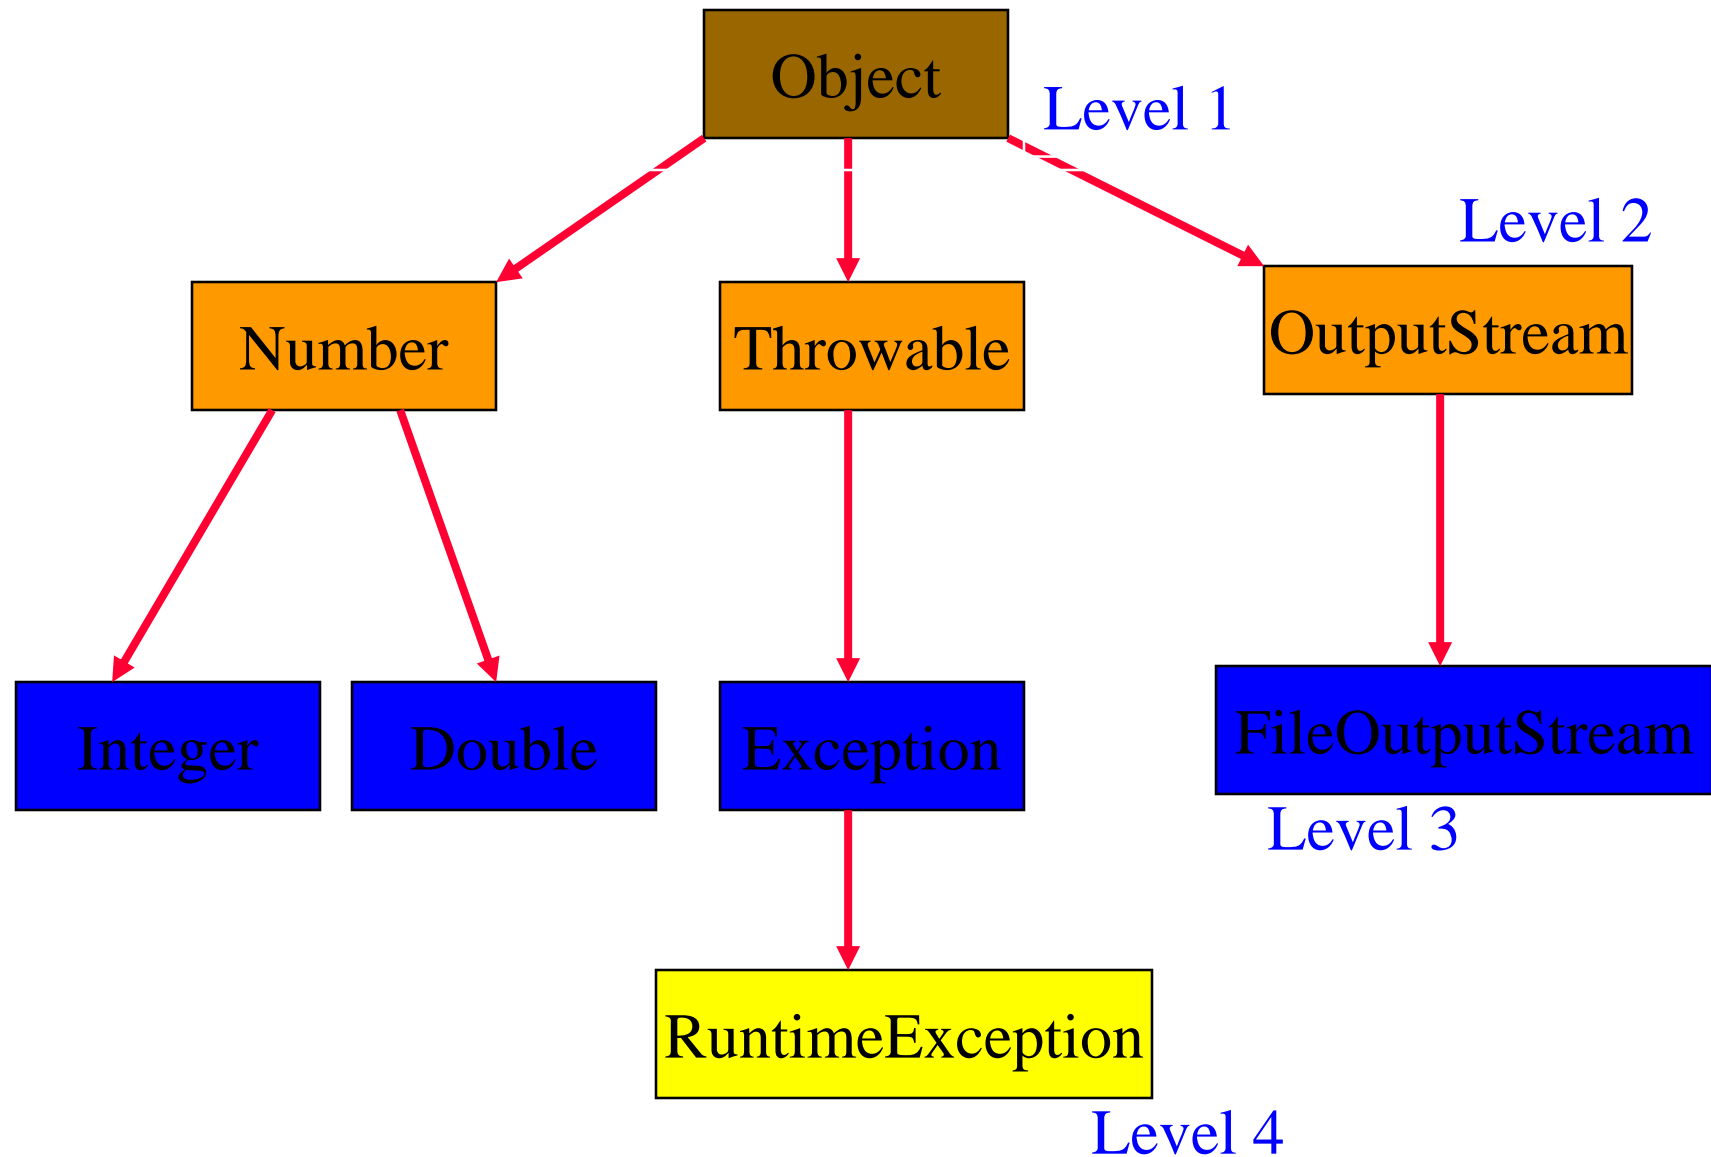 Object
Level 1
Level 2
Number
Throwable
OutputStream
Integer
Double
Exception
FileOutputStream
Level 3
RuntimeException
Level 4